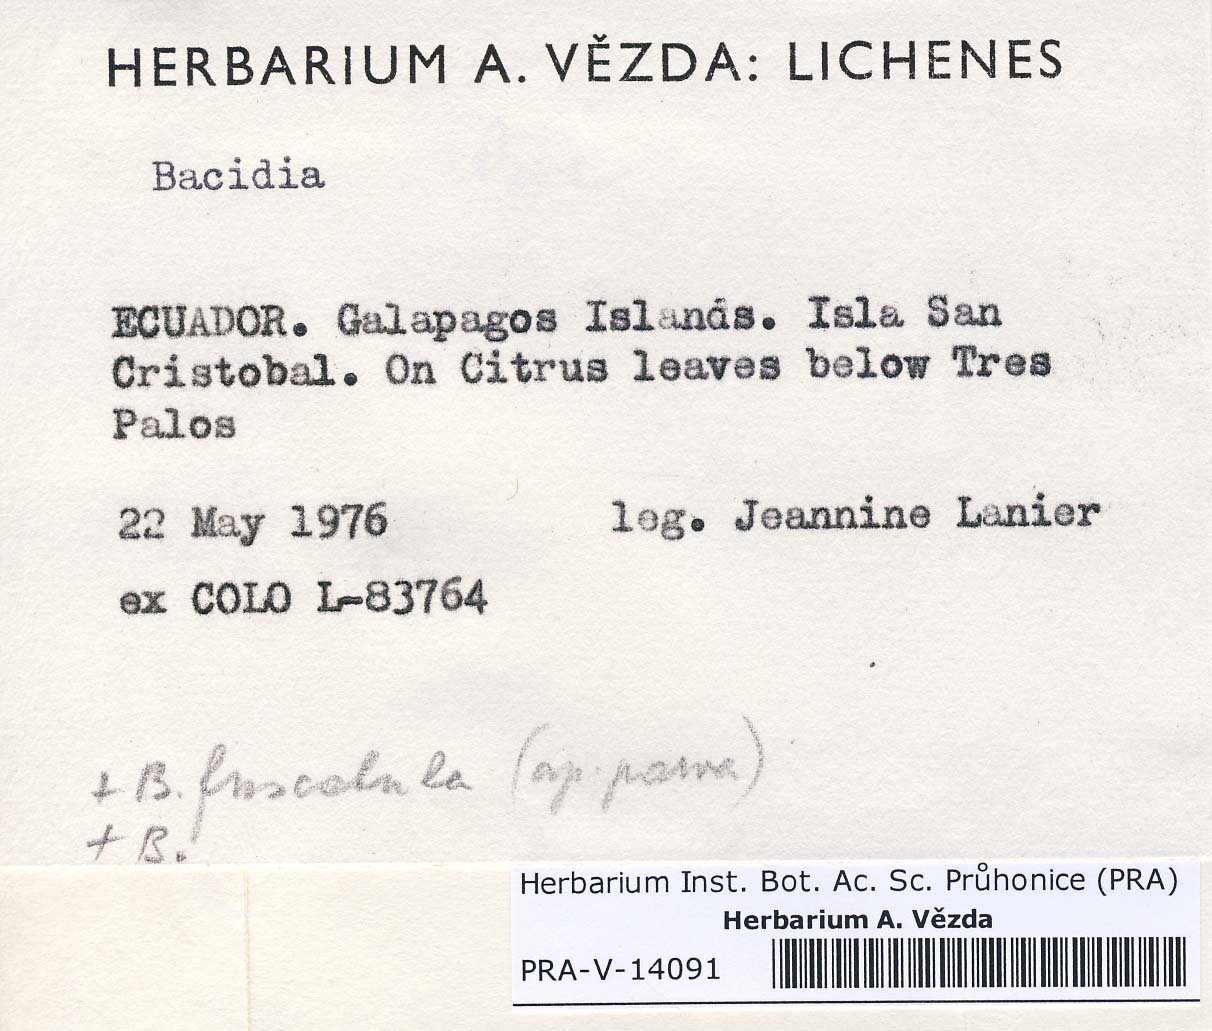 HERBARIUM A. VĚZDA: LICHENES
Bacidia
ECUADOR. Galapagos Islands. Isla San
Cristobal. On Citrus leaves below Tres
Palos
22 May 1976 leg. Jeannine Lanier
ex COLO L-83764
+ B. (ap. parva)
+ B.
Herbarium Inst. Bot. Ac. Sc. Průhonice (PRA)
Herbarium A. Vězda
PRA-V-14091